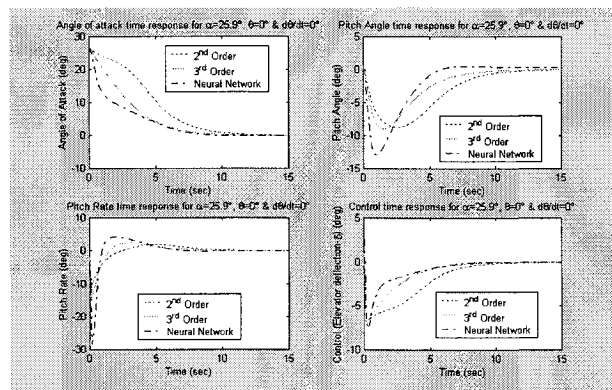 Angle of attack time response for α=25.9°, θ=0° & dθ/dt=0°
Angle of Attack (deg)
30
20
10
0
-10
0
5
10
15
2nd Order
3rd Order
Neural Network
Time (sec)
Pitch Angle time response for α=25.9°, θ=0° & dθ/dt=0°
Pitch Angle (deg)
5
0
-5
-10
-15
0
5
10
15
2nd Order
3rd Order
Neural Network
Time (sec)
Pitch Rate time response for α=25.9°, θ=0° & dθ/dt=0°
Pitch Rate (deg)
10
0
-10
-20
-30
0
5
10
15
2nd Order
3rd Order
Neural Network
Time (sec)
Control time response for α=25.9°, θ=0° & dθ/dt=0°
Control (Elevator deflection-δ) (deg)
5
0
-5
-10
0
5
10
15
2nd Order
3rd Order
Neural Network
Time (sec)